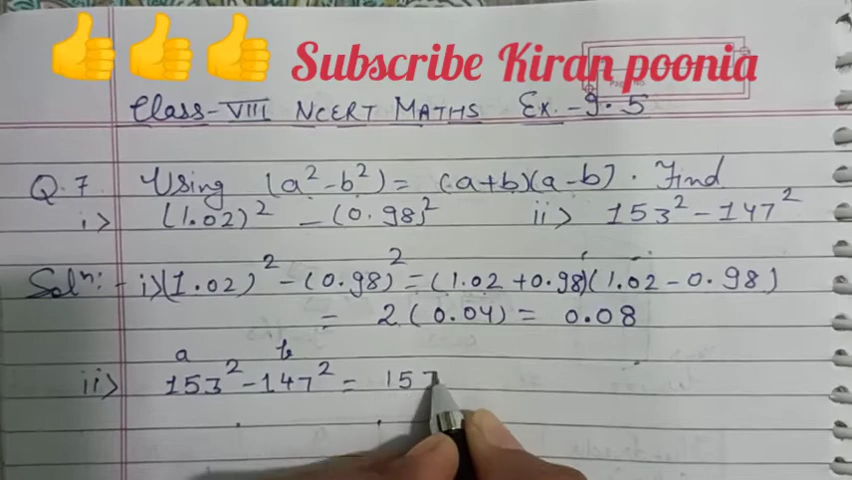 👍👍👍 Subscribe Kiran poonia
Class-VIII NCERT MATHS Ex.-9.5
Q.7 Using (a²-b²) = (a+b)(a-b). Find
i> (1.02)² - (0.98)² ii> 153² - 147²
Solⁿ:- i>(1.02)² - (0.98)² = (1.02 + 0.98)(1.02 - 0.98)
= 2(0.04) = 0.08
a b
ii> 153² - 147² = 153